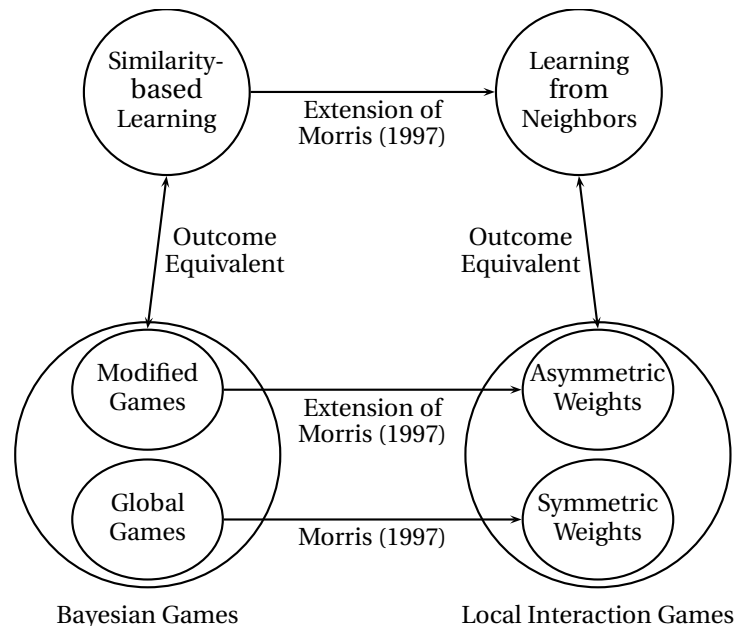 Similarity-
based
Learning
Learning
from
Neighbors
Extension of
Morris (1997)
Outcome
Equivalent
Outcome
Equivalent
Modified
Games
Asymmetric
Weights
Extension of
Morris (1997)
Global
Games
Symmetric
Weights
Morris (1997)
Bayesian Games
Local Interaction Games